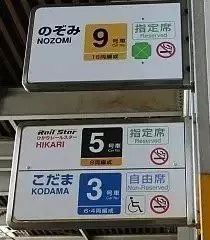 のぞみ
NOZOMI
9
号車
Car No.
16両編成
指定席
Reserved
Rail Star
ひかりレールスター
HIKARI
5
号車
Car No.
8両編成
指定席
Reserved
こだま
KODAMA
3
号車
Car No.
6・4両編成
自由席
Non-Reserved